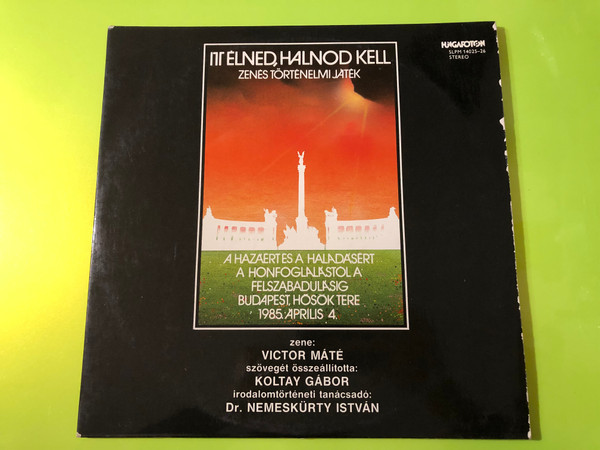 ITT ÉLNED, HALNOD KELL
ZENÉS TÖRTÉNELMI JÁTÉK
HUNGAROTON
SLPM 14025-26
STEREO
A HAZÁÉRT ÉS A HALADÁSÉRT
A HONFOGLALÁSTÓL A
FELSZABADULÁSIG
BUDAPEST, HŐSÖK TERE
1985. ÁPRILIS 4.
zene:
VICTOR MÁTÉ
szövegét összeállította:
KOLTAY GÁBOR
irodalomtörténeti tanácsadó:
Dr. NEMESKÜRTY ISTVÁN